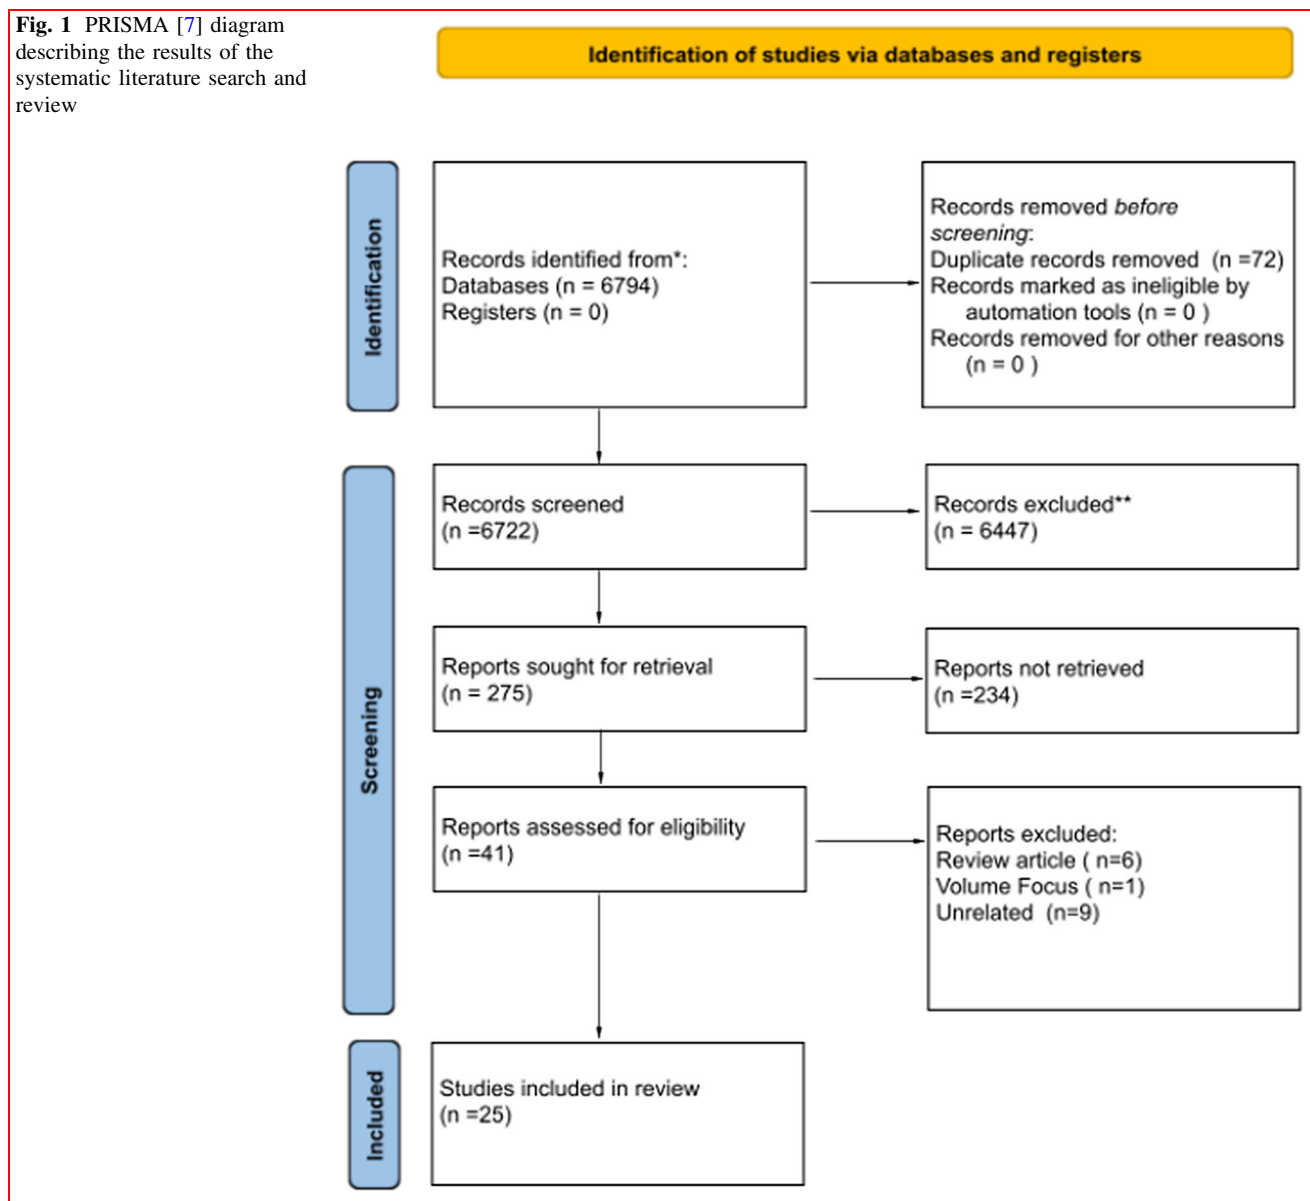 Fig. 1 PRISMA [7] diagram
describing the results of the
systematic literature search and
review
Identification of studies via databases and registers
Identification
Records identified from*:
Databases (n = 6794)
Registers (n = 0)
Records removed before
screening:
Duplicate records removed (n =72)
Records marked as ineligible by
automation tools (n = 0 )
Records removed for other reasons
(n = 0 )
Screening
Records screened
(n =6722)
Records excluded**
(n = 6447)
Reports sought for retrieval
(n = 275)
Reports not retrieved
(n =234)
Reports assessed for eligibility
(n =41)
Reports excluded:
Review article ( n=6)
Volume Focus ( n=1)
Unrelated (n=9)
Included
Studies included in review
(n =25)